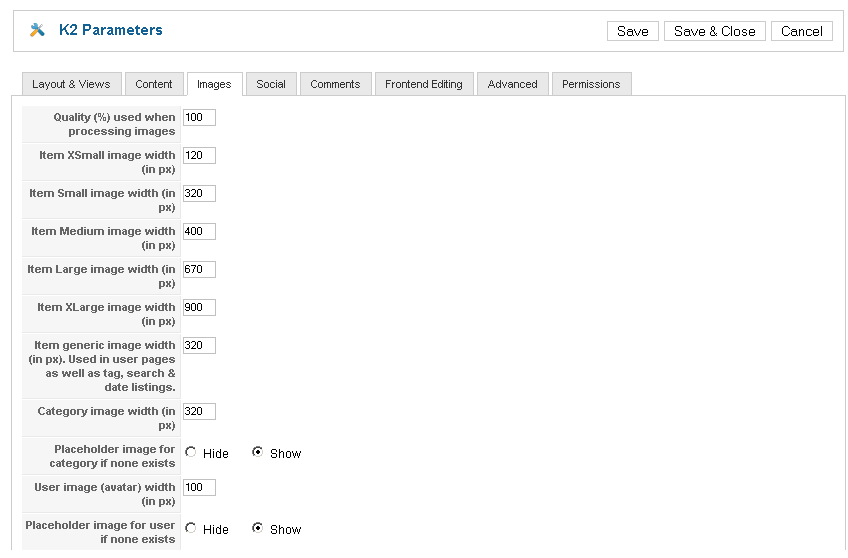 K2 Parameters
Save
Save & Close
Cancel
Layout & Views
Content
Images
Social
Comments
Frontend Editing
Advanced
Permissions
Quality (%) used when
processing images
100
Item XSmall image width
(in px)
120
Item Small image width (in
px)
320
Item Medium image width
(in px)
400
Item Large image width (in
px)
670
Item XLarge image width
(in px)
900
Item generic image width
(in px). Used in user pages
as well as tag, search &
date listings.
320
Category image width (in
px)
320
Placeholder image for
category if none exists
Hide
Show
User image (avatar) width
(in px)
100
Placeholder image for user
if none exists
Hide
Show